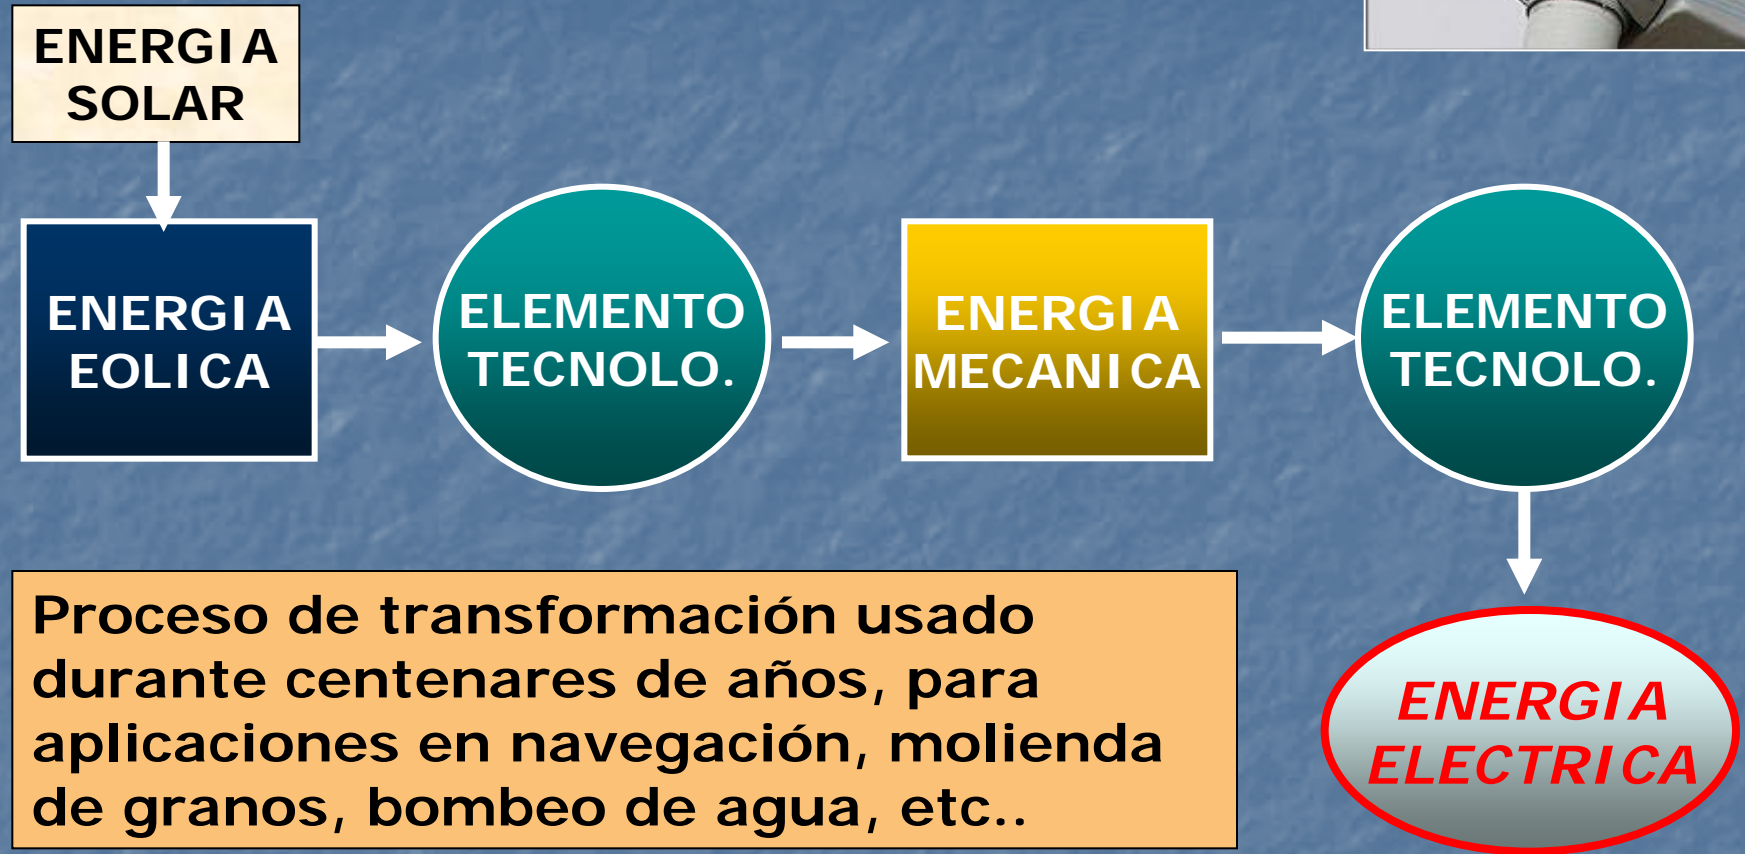 ENERGIA
SOLAR
ENERGIA
EOLICA
ELEMENTO
TECNOLO.
ENERGIA
MECANICA
ELEMENTO
TECNOLO.
Proceso de transformación usado
durante centenares de años, para
aplicaciones en navegación, molienda
de granos, bombeo de agua, etc..
ENERGIA
ELECTRICA